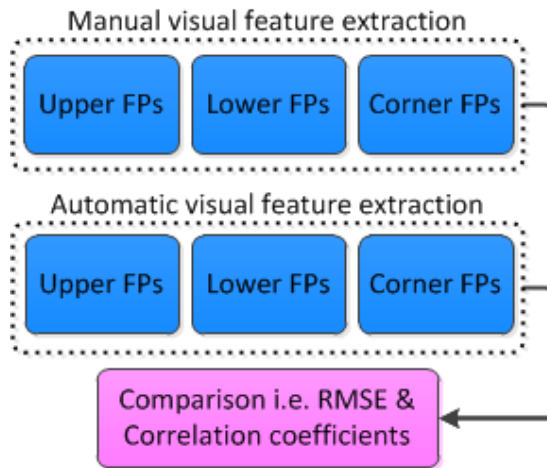 Manual visual feature extraction
Upper FPs
Lower FPs
Corner FPs
Automatic visual feature extraction
Upper FPs
Lower FPs
Corner FPs
Comparison i.e. RMSE &
Correlation coefficients